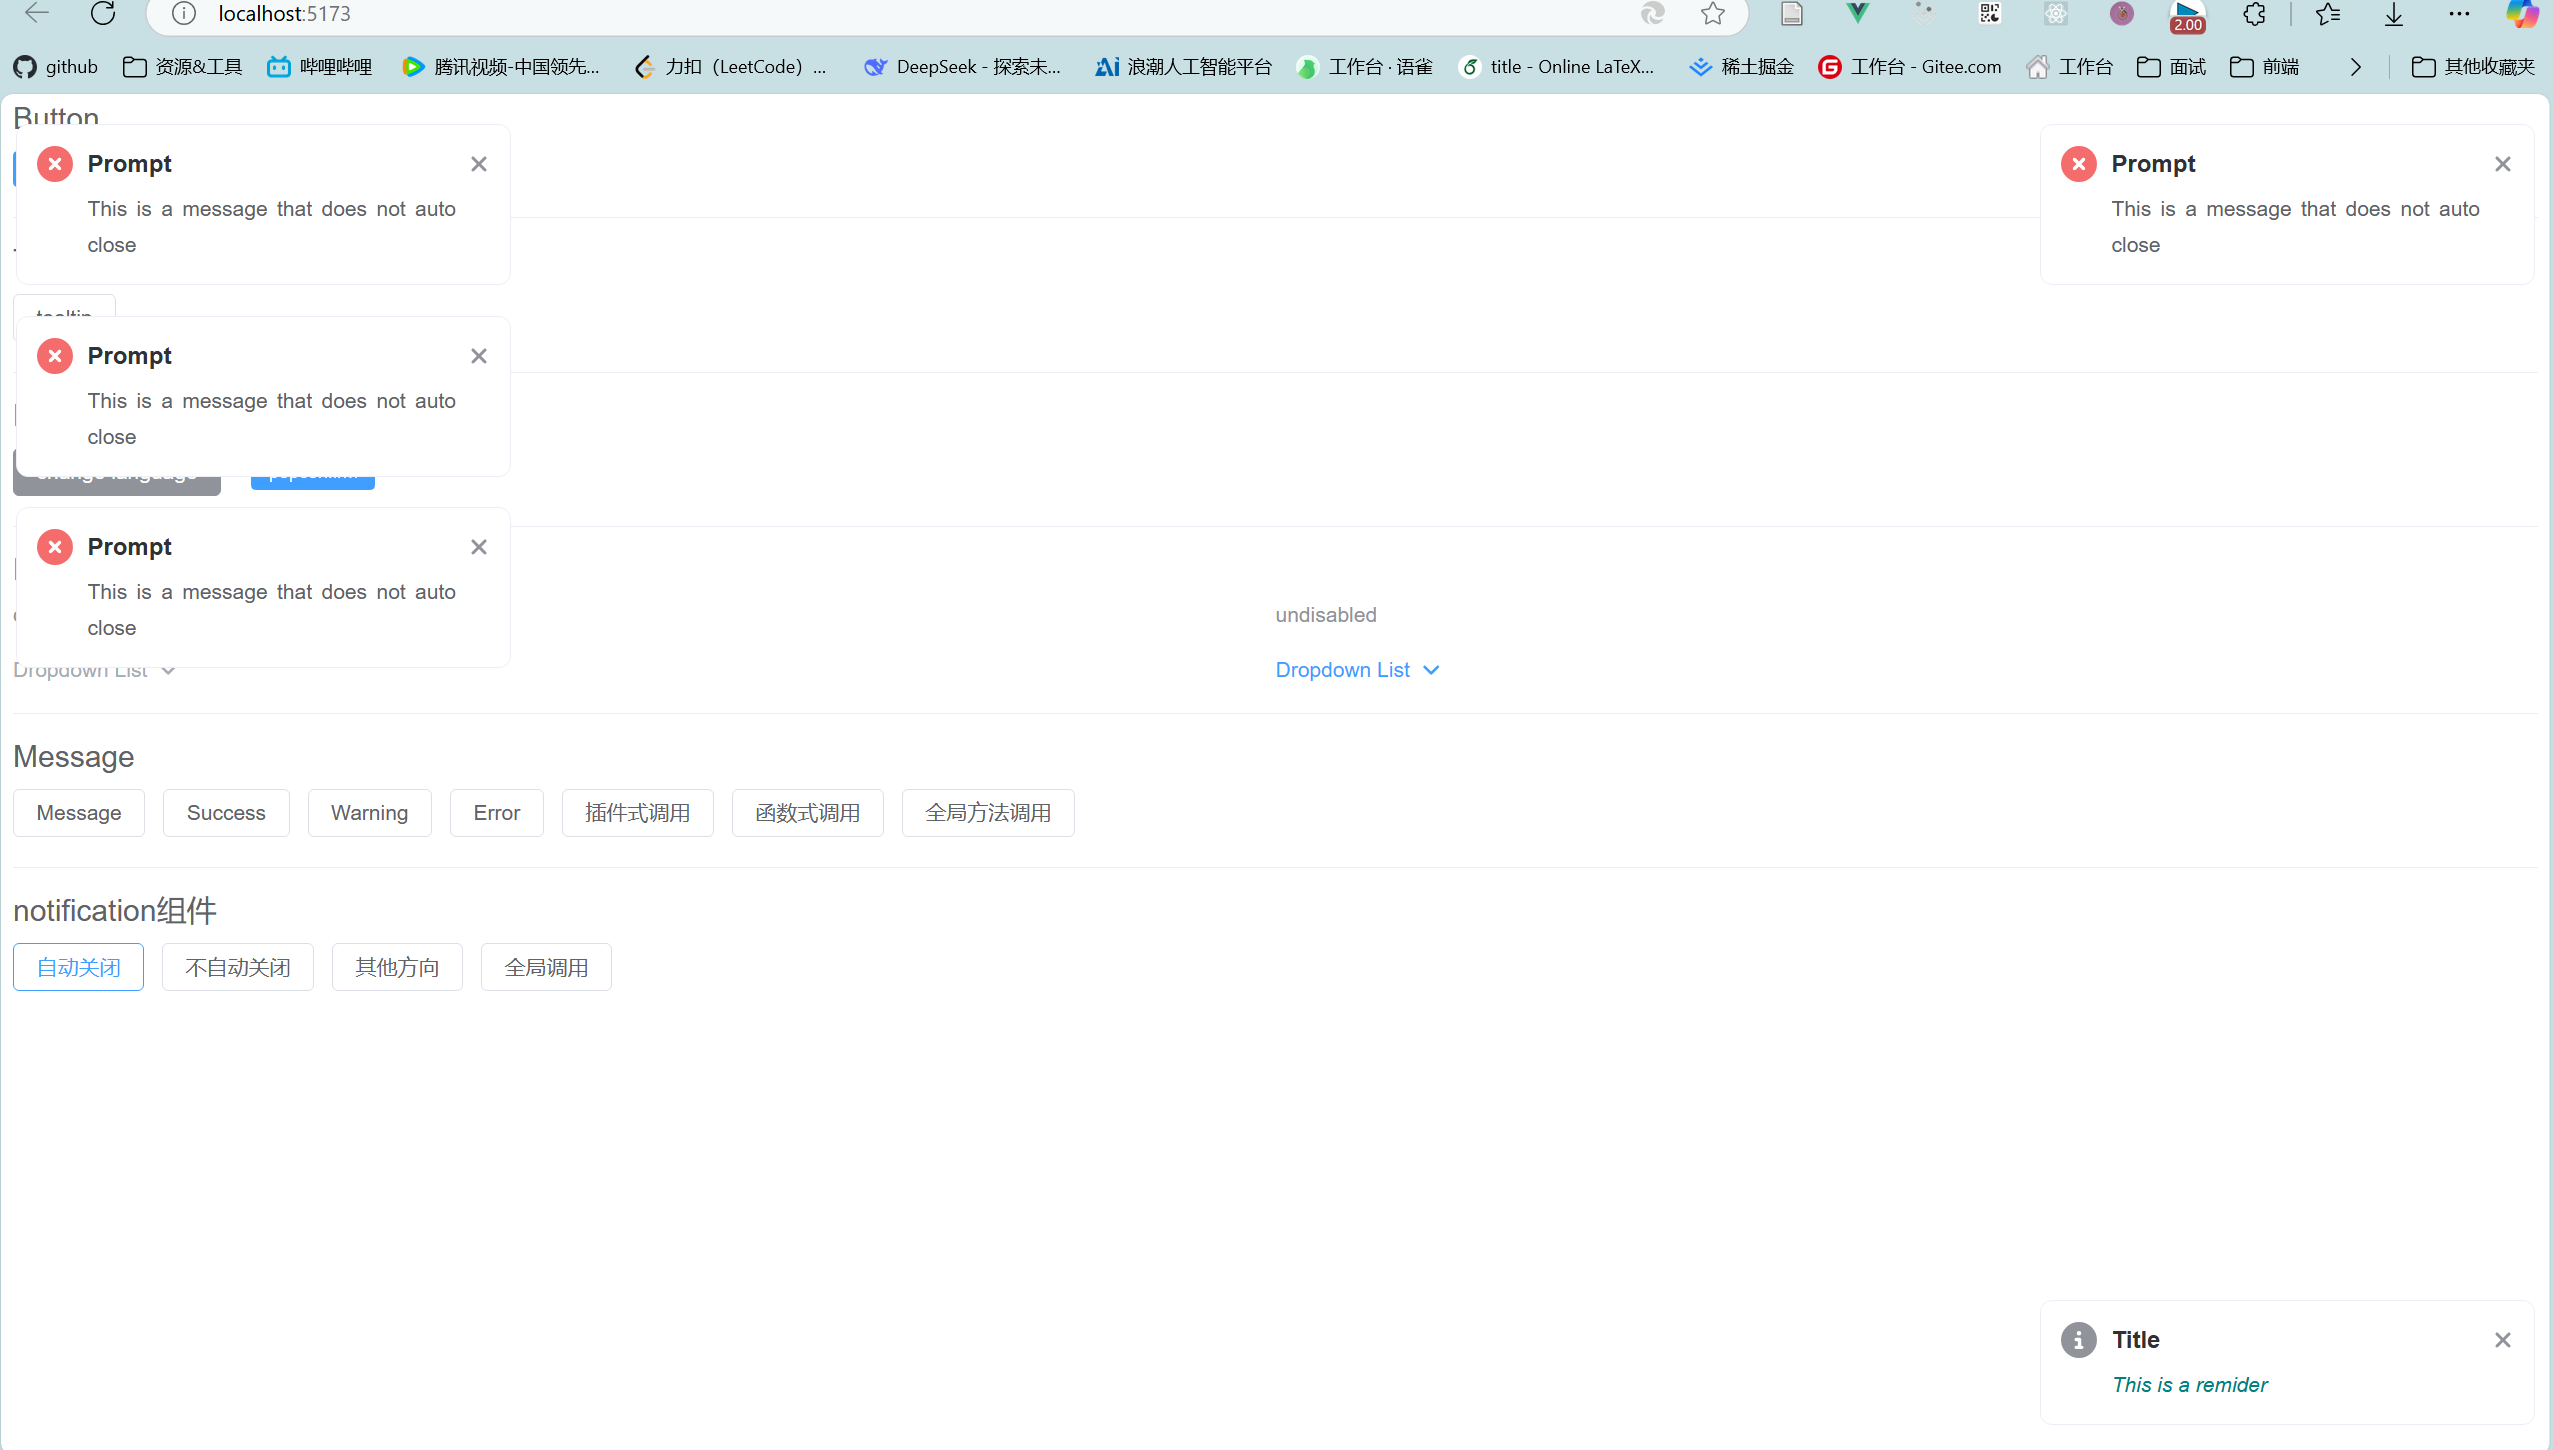 localhost:5173
2.00
github
资源&工具
哔哩哔哩
腾讯视频-中国领先...
力扣（LeetCode）...
DeepSeek - 探索未...
浪潮人工智能平台
工作台 · 语雀
title - Online LaTeX...
稀土掘金
工作台 - Gitee.com
工作台
面试
前端
其他收藏夹
Button
Prompt
This is a message that does not auto
close
Prompt
This is a message that does not auto
close
tooltip
Prompt
This is a message that does not auto
close
change language
Prompt
This is a message that does not auto
close
undisabled
Dropdown List
Dropdown List
Message
Message
Success
Warning
Error
插件式调用
函数式调用
全局方法调用
notification组件
自动关闭
不自动关闭
其他方向
全局调用
Title
This is a remider